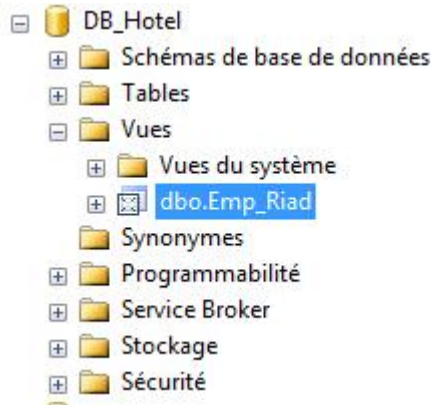 DB_Hotel
Schémas de base de données
Tables
Vues
Vues du système
dbo.Emp_Riad
Synonymes
Programmabilité
Service Broker
Stockage
Sécurité